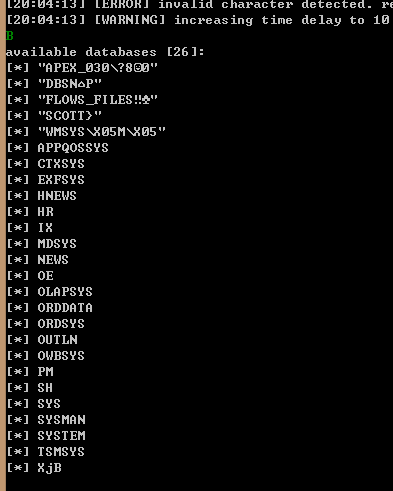 [20:04:13] [ERROR] invalid character detected. re
[20:04:13] [WARNING] increasing time delay to 10
B
available databases [26]:
[*] "APEX_030\?8☺0"
[*] "DBSN⌂P"
[*] "FLOWS_FILES‼♧"
[*] "SCOTT}"
[*] "WMSYS\X05M\X05"
[*] APPQOSSYS
[*] CTXSYS
[*] EXFSYS
[*] HNEWS
[*] HR
[*] IX
[*] MDSYS
[*] NEWS
[*] OE
[*] OLAPSYS
[*] ORDDATA
[*] ORDSYS
[*] OUTLN
[*] OWBSYS
[*] PM
[*] SH
[*] SYS
[*] SYSMAN
[*] SYSTEM
[*] TSMSYS
[*] XjB